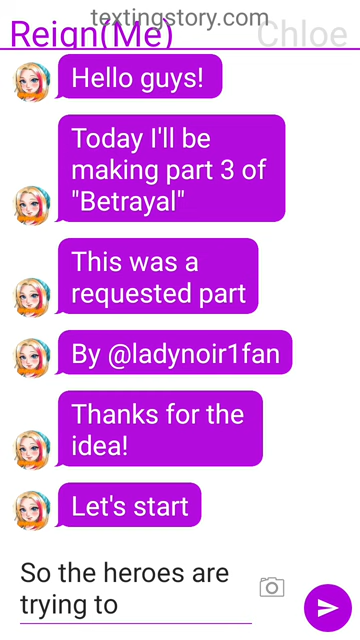 textingstory.com
Reign(Me)
Chloe
Hello guys!
Today I'll be
making part 3 of
"Betrayal"
This was a
requested part
By @ladynoir1fan
Thanks for the
idea!
Let's start
So the heroes are
trying to